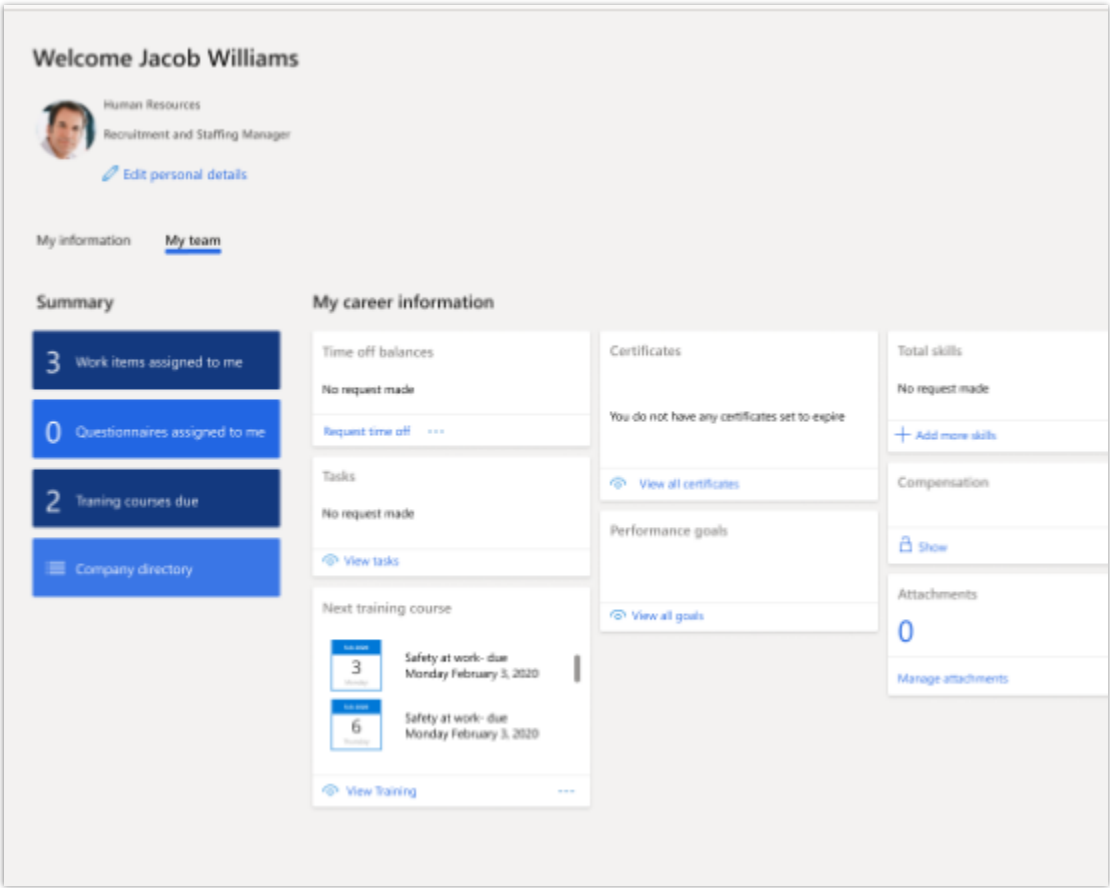 Welcome Jacob Williams
Human Resources
Recruitment and Staffing Manager
Edit personal details
My information
My team
Summary
3 Work items assigned to me
0 Questionnaires assigned to me
2 Traning courses due
Company directory
My career information
Time off balances
No request made
Request time off ...
Tasks
No request made
View tasks
Next training course
3
Monday
Safety at work- due
Monday February 3, 2020
6
Thursday
Safety at work- due
Monday February 3, 2020
View Training ...
Certificates
You do not have any certificates set to expire
View all certificates
Performance goals
View all goals
Total skills
No request made
Add more skills
Compensation
Show
Attachments
0
Manage attachments